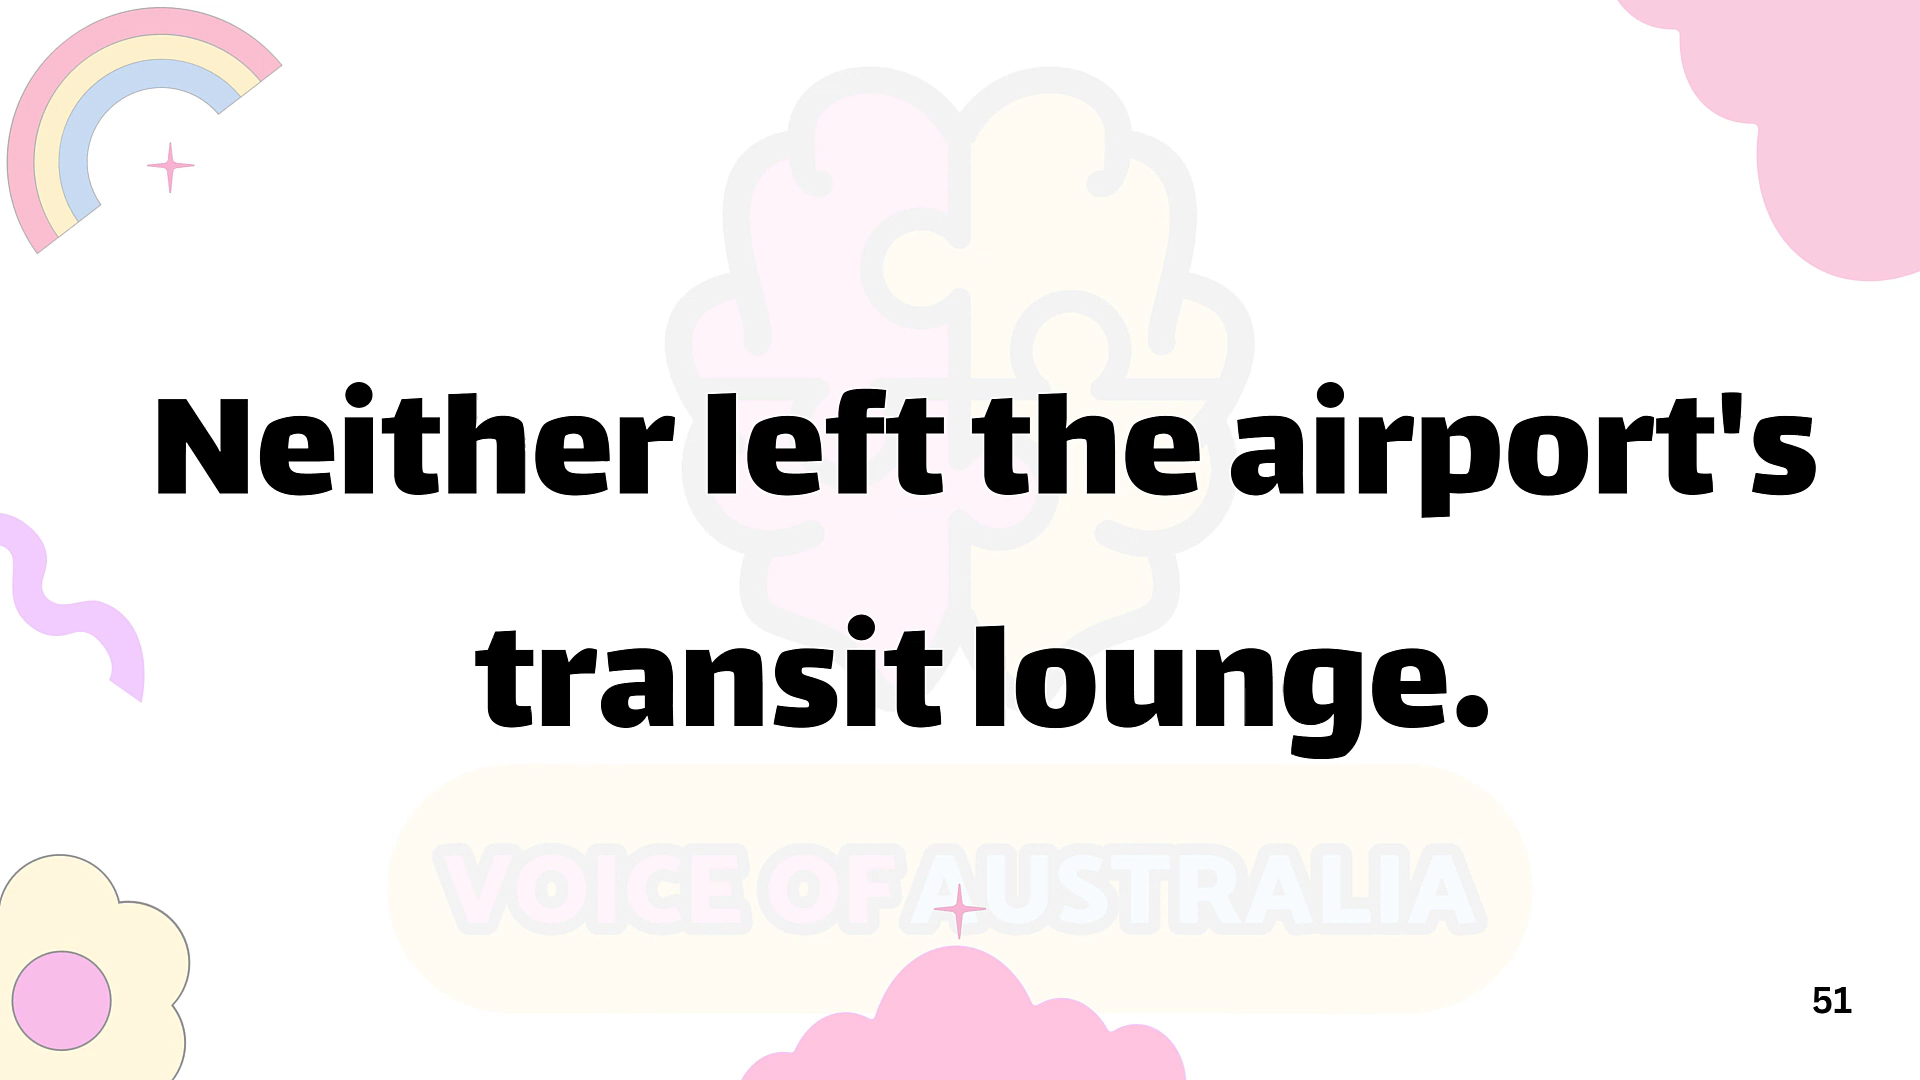 Neither left the airport's
transit lounge.
VOICE OF AUSTRALIA
51